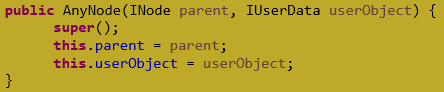 public AnyNode(INode parent, IUserData userObject) {
super();
this.parent = parent;
this.userObject = userObject;
}